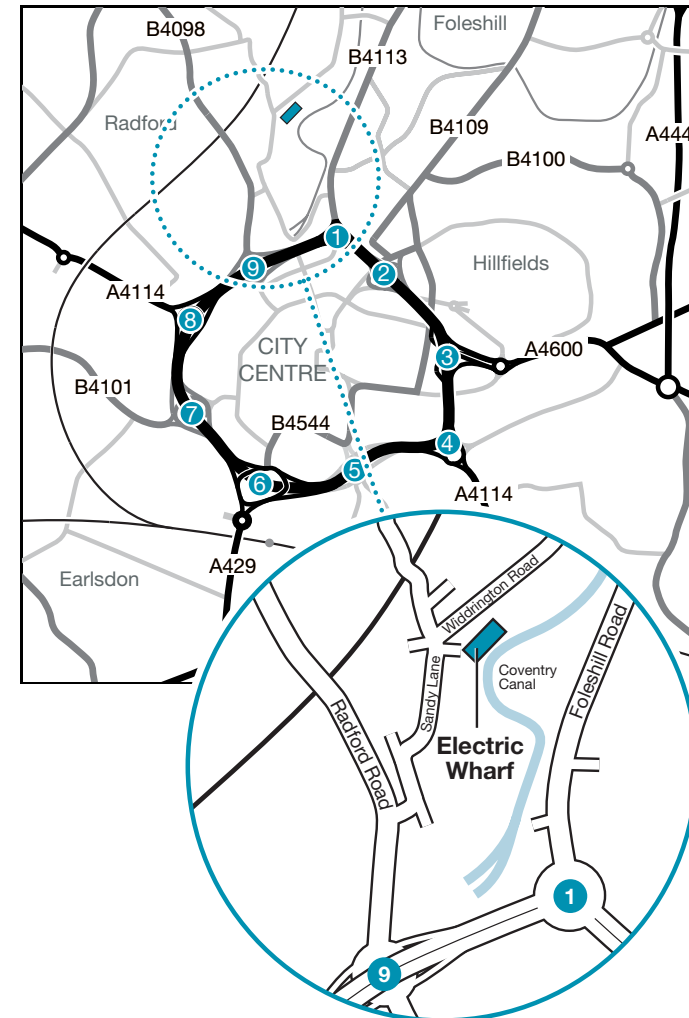 Foleshill
B4098
B4113
Radford
B4109
A444
B4100
1
9
2
Hillfields
A4114
8
CITY
CENTRE
3
A4600
B4101
7
B4544
4
5
6
A4114
A429
Earlsdon
Widdrington Road
Foleshill Road
Sandy Lane
Coventry
Canal
Radford Road
Electric
Wharf
1
9